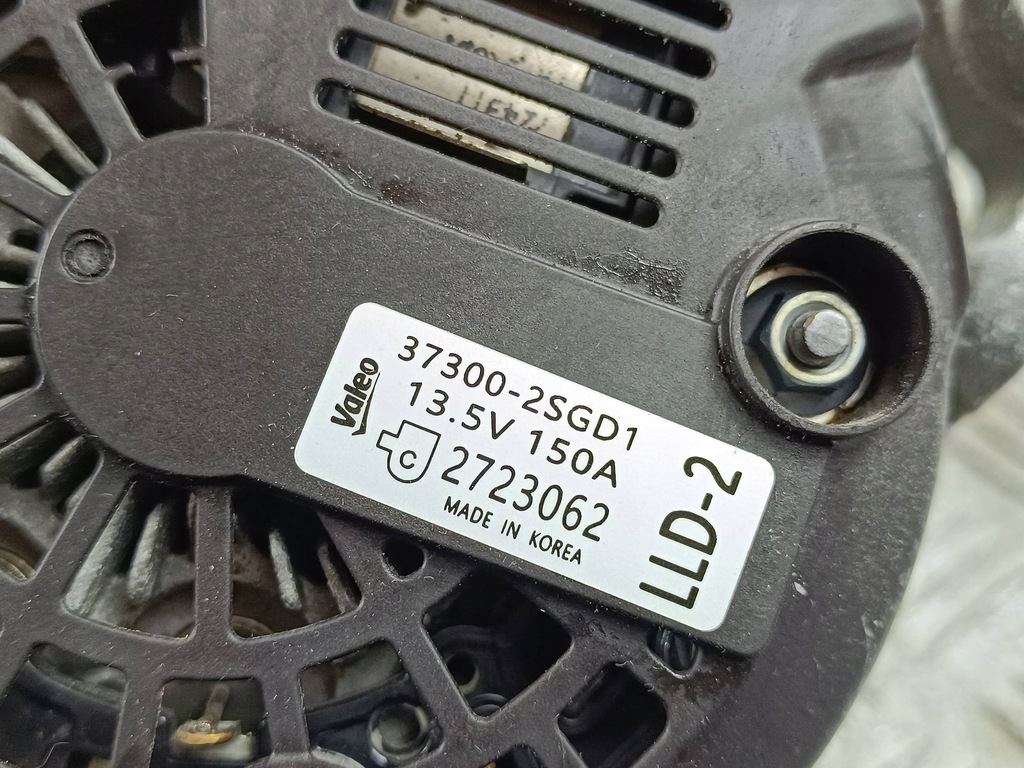 Valeo
37300-2SGD1
13.5V 150A
C 2723062
MADE IN KOREA
LLD-2